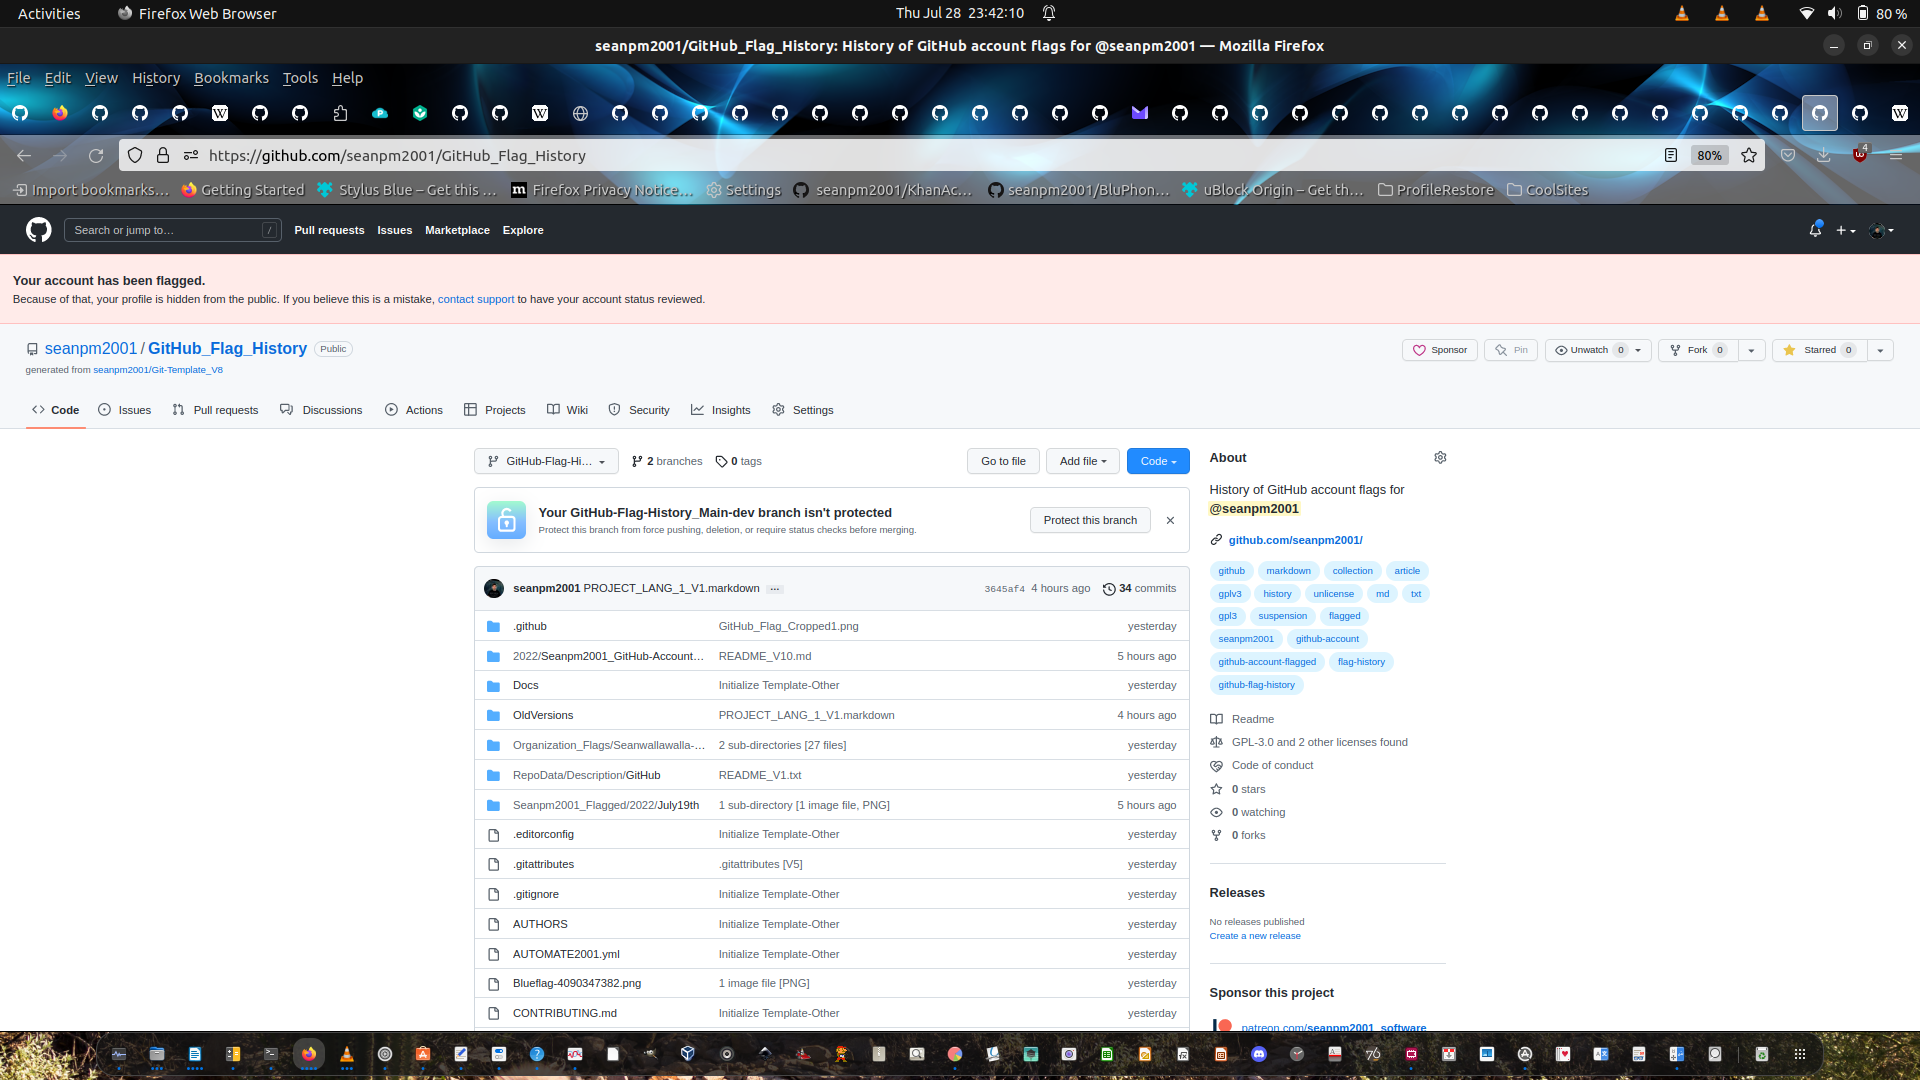 Activities
Firefox Web Browser
Thu Jul 28 23:42:10
80 %
seanpm2001/GitHub_Flag_History: History of GitHub account flags for @seanpm2001 — Mozilla Firefox
File Edit View History Bookmarks Tools Help
https://github.com/seanpm2001/GitHub_Flag_History
80%
4
Import bookmarks…
Getting Started
Stylus Blue – Get this …
Firefox Privacy Notice…
Settings
seanpm2001/KhanAc…
seanpm2001/BluPhon…
uBlock Origin – Get th…
ProfileRestore
CoolSites
Search or jump to… /
Pull requests Issues Marketplace Explore
Your account has been flagged.
Because of that, your profile is hidden from the public. If you believe this is a mistake, contact support to have your account status reviewed.
seanpm2001 / GitHub_Flag_History Public
Sponsor Pin Unwatch 0 Fork 0 Starred 0
generated from seanpm2001/Git-Template_V8
Code Issues Pull requests Discussions Actions Projects Wiki Security Insights Settings
GitHub-Flag-Hi… 2 branches 0 tags
Go to file Add file Code
Your GitHub-Flag-History_Main-dev branch isn't protected
Protect this branch from force pushing, deletion, or require status checks before merging.
Protect this branch
seanpm2001 PROJECT_LANG_1_V1.markdown … 3645af4 4 hours ago 34 commits
.github GitHub_Flag_Cropped1.png yesterday
2022/Seanpm2001_GitHub-Account… README_V10.md 5 hours ago
Docs Initialize Template-Other yesterday
OldVersions PROJECT_LANG_1_V1.markdown 4 hours ago
Organization_Flags/Seanwallawalla-… 2 sub-directories [27 files] yesterday
RepoData/Description/GitHub README_V1.txt yesterday
Seanpm2001_Flagged/2022/July19th 1 sub-directory [1 image file, PNG] 5 hours ago
.editorconfig Initialize Template-Other yesterday
.gitattributes .gitattributes [V5] yesterday
.gitignore Initialize Template-Other yesterday
AUTHORS Initialize Template-Other yesterday
AUTOMATE2001.yml Initialize Template-Other yesterday
Blueflag-4090347382.png 1 image file [PNG] yesterday
CONTRIBUTING.md Initialize Template-Other yesterday
About
History of GitHub account flags for
@seanpm2001
github.com/seanpm2001/
github markdown collection article
gplv3 history unlicense md txt
gpl3 suspension flagged
seanpm2001 github-account
github-account-flagged flag-history
github-flag-history
Readme
GPL-3.0 and 2 other licenses found
Code of conduct
0 stars
0 watching
0 forks
Releases
No releases published
Create a new release
Sponsor this project
patreon.com/seanpm2001_software